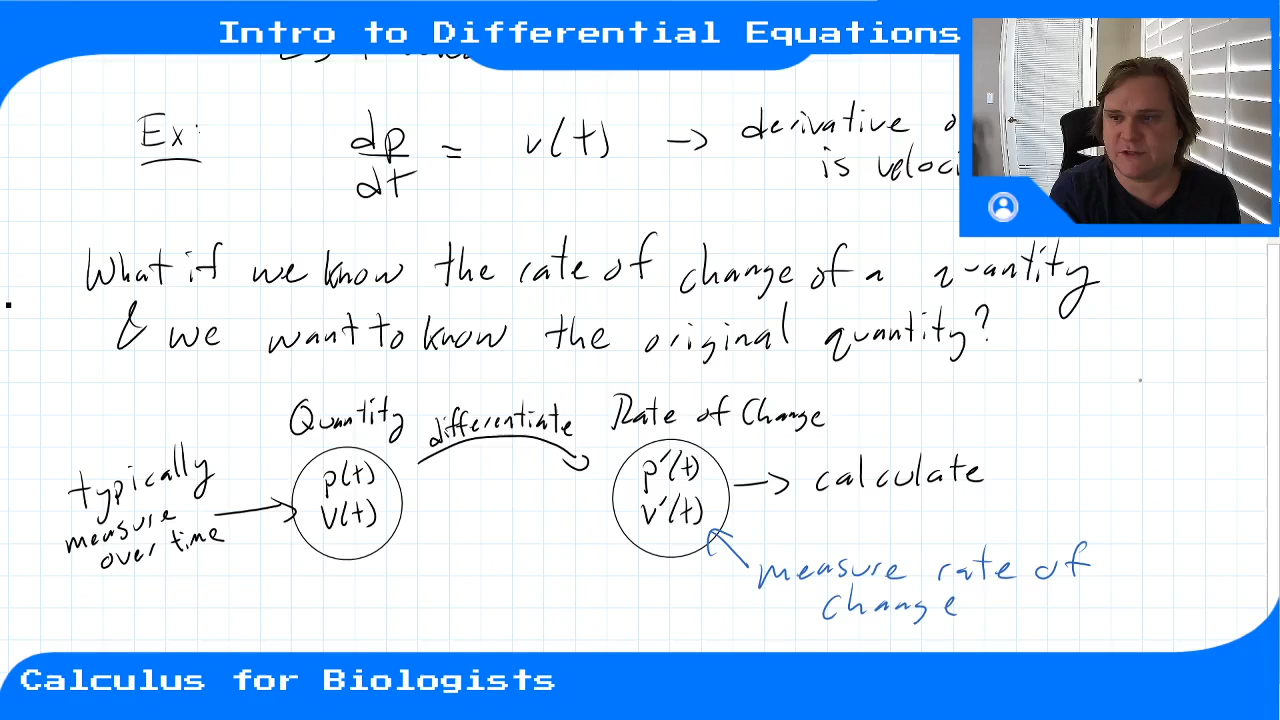 Intro to Differential Equations
Ex:
dp/dt = v(t) → derivative
is veloci
What if we know the rate of change of a quantity
& we want to know the original quantity?
Quantity
differentiate
Rate of Change
typically
measure
over time
p(t)
v(t)
p′(t)
v′(t)
→ calculate
measure rate of
change
Calculus for Biologists